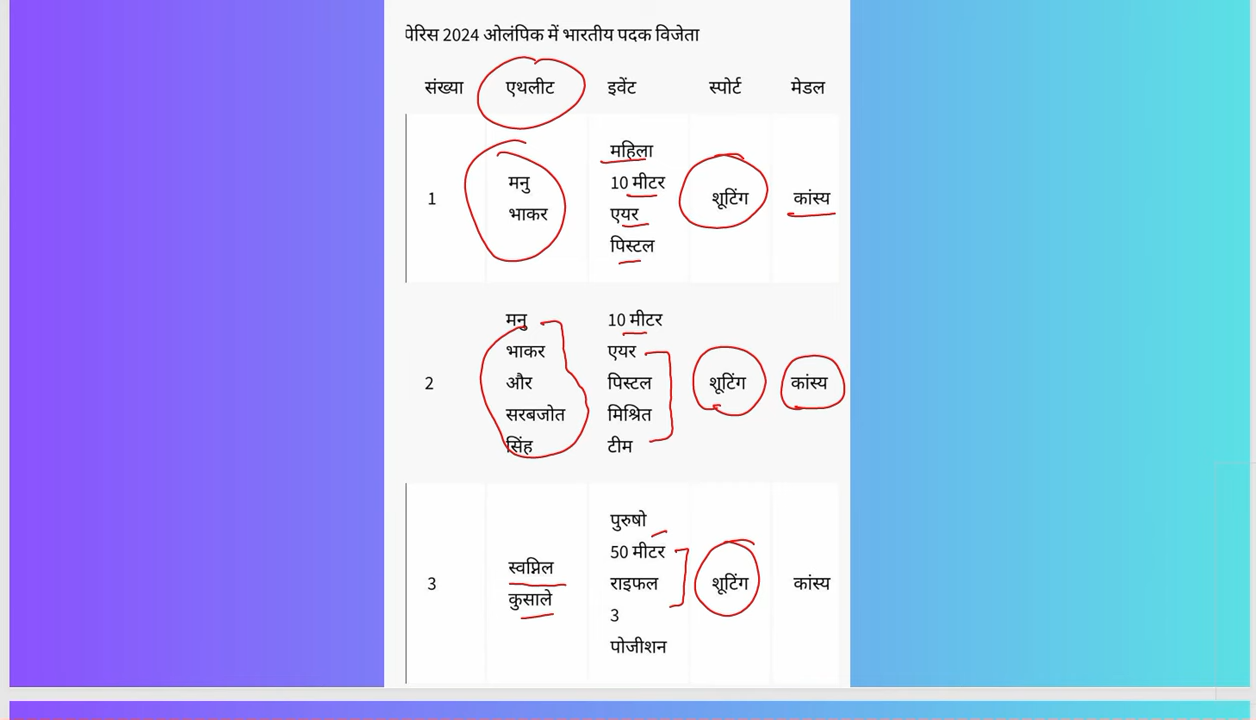 पेरिस 2024 ओलंपिक में भारतीय पदक विजेता
संख्या एथलीट इवेंट स्पोर्ट मेडल
1 मनु भाकर महिला 10 मीटर एयर पिस्टल शूटिंग कांस्य
2 मनु भाकर और सरबजोत सिंह 10 मीटर एयर पिस्टल मिश्रित टीम शूटिंग कांस्य
3 स्वप्निल कुसाले पुरुषो 50 मीटर राइफल 3 पोजीशन शूटिंग कांस्य